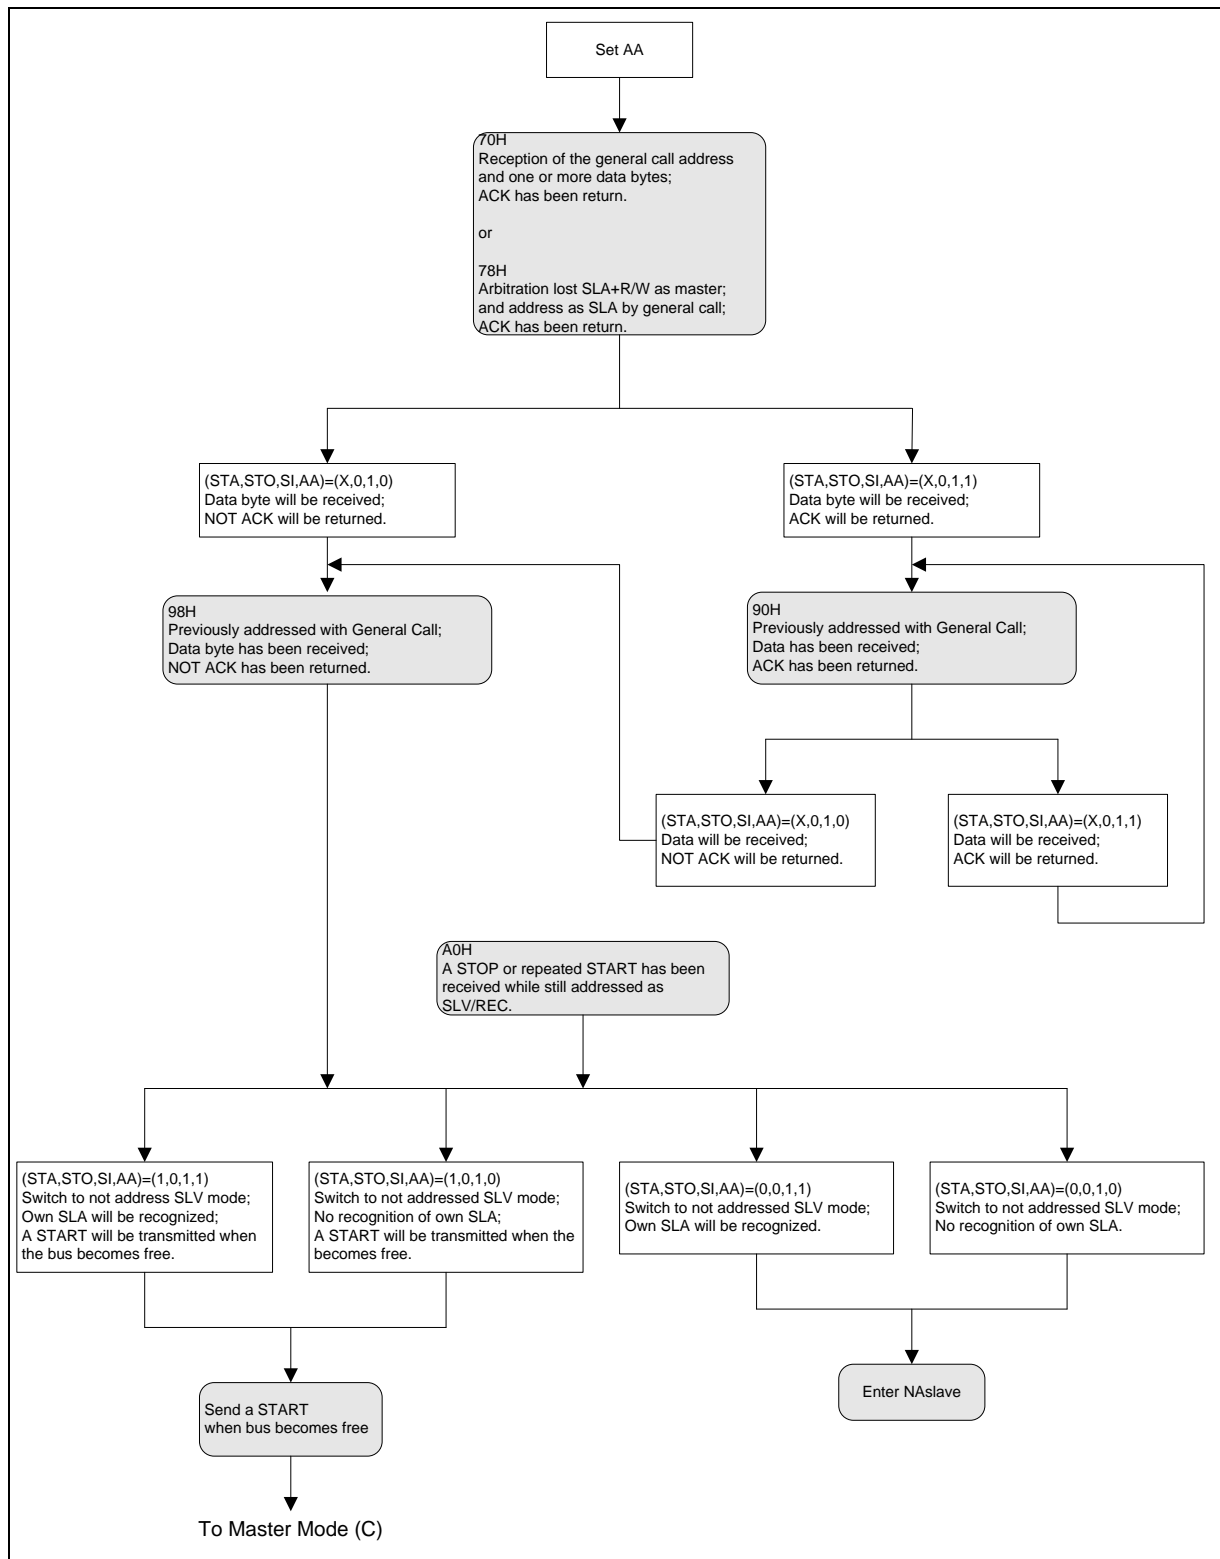 Set AA
70H
Reception of the general call address
and one or more data bytes;
ACK has been return.
or
78H
Arbitration lost SLA+R/W as master;
and address as SLA by general call;
ACK has been return.
(STA,STO,SI,AA)=(X,0,1,0)
Data byte will be received;
NOT ACK will be returned.
(STA,STO,SI,AA)=(X,0,1,1)
Data byte will be received;
ACK will be returned.
98H
Previously addressed with General Call;
Data byte has been received;
NOT ACK has been returned.
90H
Previously addressed with General Call;
Data has been received;
ACK has been returned.
(STA,STO,SI,AA)=(X,0,1,0)
Data will be received;
NOT ACK will be returned.
(STA,STO,SI,AA)=(X,0,1,1)
Data will be received;
ACK will be returned.
A0H
A STOP or repeated START has been
received while still addressed as
SLV/REC.
(STA,STO,SI,AA)=(1,0,1,1)
Switch to not address SLV mode;
Own SLA will be recognized;
A START will be transmitted when
the bus becomes free.
(STA,STO,SI,AA)=(1,0,1,0)
Switch to not addressed SLV mode;
No recognition of own SLA;
A START will be transmitted when the
becomes free.
(STA,STO,SI,AA)=(0,0,1,1)
Switch to not addressed SLV mode;
Own SLA will be recognized.
(STA,STO,SI,AA)=(0,0,1,0)
Switch to not addressed SLV mode;
No recognition of own SLA.
Send a START
when bus becomes free
Enter NAslave
To Master Mode (C)